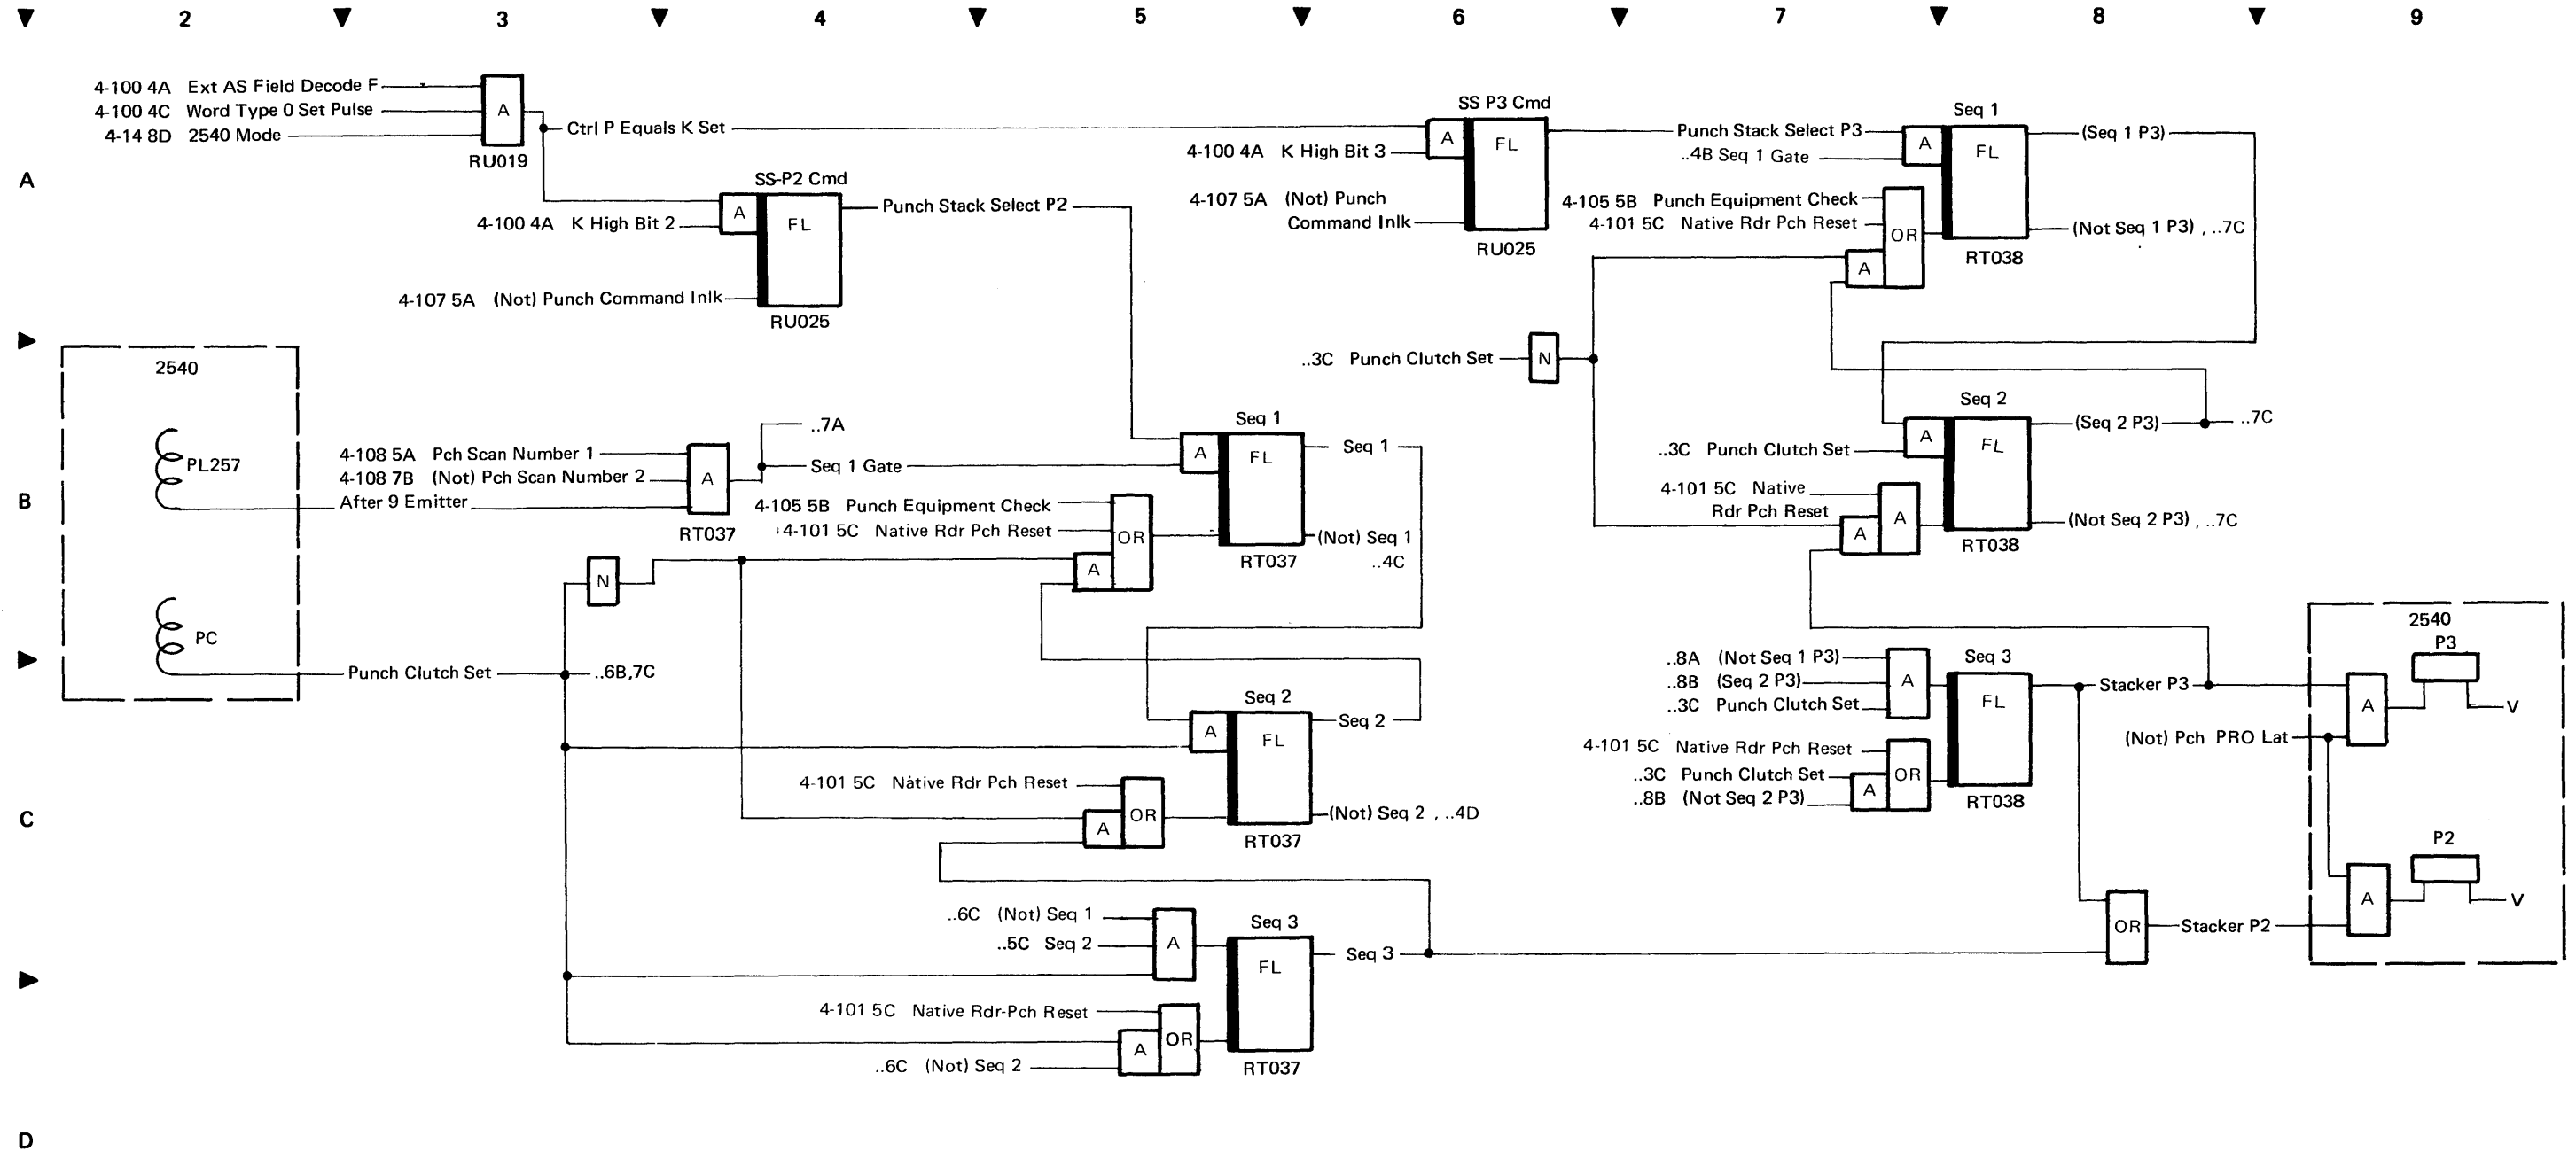 2 3 4 5 6 7 8 9
A
B
C
D
4-100 4A Ext AS Field Decode F
4-100 4C Word Type 0 Set Pulse
4-14 8D 2540 Mode
A
RU019
Ctrl P Equals K Set
SS-P2 Cmd
4-100 4A K High Bit 2
A
FL
4-107 5A (Not) Punch Command Inlk
RU025
Punch Stack Select P2
SS P3 Cmd
4-100 4A K High Bit 3
A
FL
4-107 5A (Not) Punch
Command Inlk
RU025
Punch Stack Select P3
..4B Seq 1 Gate
Seq 1
A
FL
(Seq 1 P3)
4-105 5B Punch Equipment Check
4-101 5C Native Rdr Pch Reset
OR
A
(Not Seq 1 P3) , ..7C
RT038
2540
PL257
PC
4-108 5A Pch Scan Number 1
4-108 7B (Not) Pch Scan Number 2
After 9 Emitter
A
RT037
..7A
Seq 1 Gate
Seq 1
A
FL
Seq 1
4-105 5B Punch Equipment Check
4-101 5C Native Rdr Pch Reset
OR
A
(Not) Seq 1
..4C
RT037
N
Punch Clutch Set
..6B,7C
..3C Punch Clutch Set
N
Seq 2
A
FL
(Seq 2 P3)
..7C
..3C Punch Clutch Set
4-101 5C Native
Rdr Pch Reset
A
A
(Not Seq 2 P3) , ..7C
RT038
Seq 2
A
FL
Seq 2
4-101 5C Native Rdr Pch Reset
OR
A
(Not) Seq 2 , ..4D
RT037
..8A (Not Seq 1 P3)
..8B (Seq 2 P3)
..3C Punch Clutch Set
A
Seq 3
FL
Stacker P3
4-101 5C Native Rdr Pch Reset
..3C Punch Clutch Set
..8B (Not Seq 2 P3)
OR
A
RT038
(Not) Pch PRO Lat
2540
P3
A
V
P2
A
V
..6C (Not) Seq 1
..5C Seq 2
A
Seq 3
FL
Seq 3
4-101 5C Native Rdr-Pch Reset
OR
A
..6C (Not) Seq 2
RT037
OR
Stacker P2